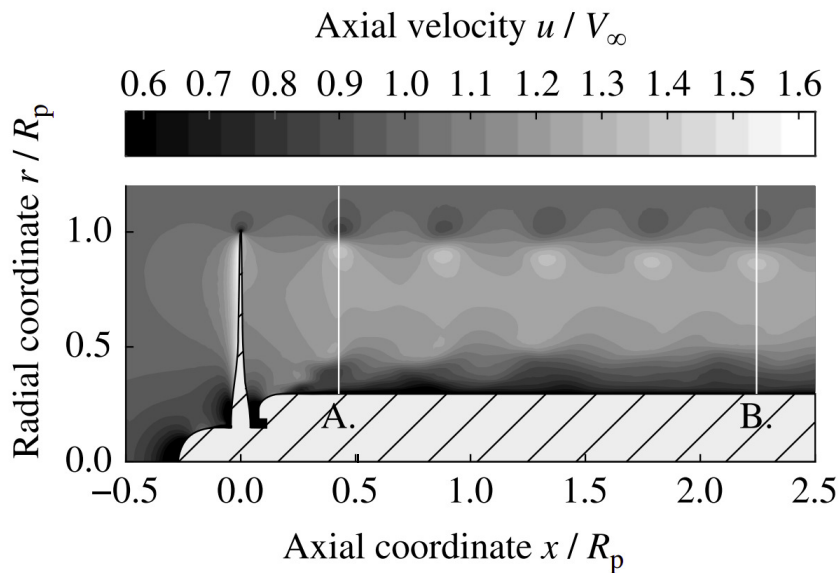 Axial velocity u / V∞
0.6 0.7 0.8 0.9 1.0 1.1 1.2 1.3 1.4 1.5 1.6
Radial coordinate r / Rp
1.0
0.5
0.0
A.
B.
−0.5 0.0 0.5 1.0 1.5 2.0 2.5
Axial coordinate x / Rp